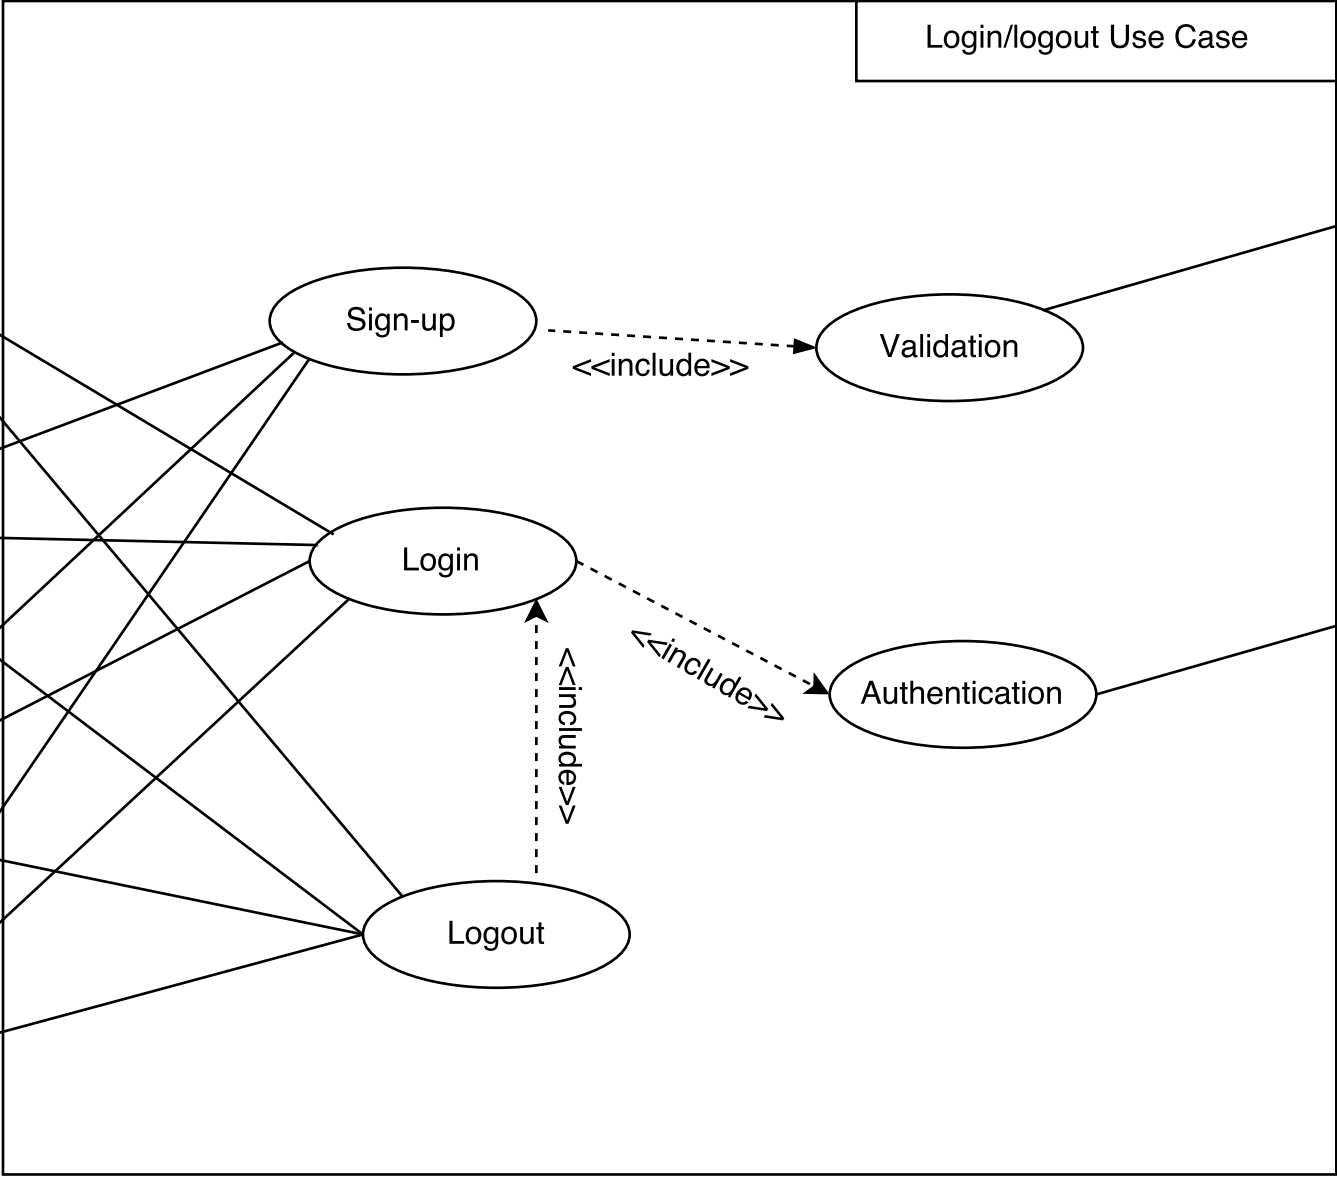 Login/logout Use Case
Sign-up
<<include>>
Validation
Login
<<include>>
<<include>>
Authentication
Logout